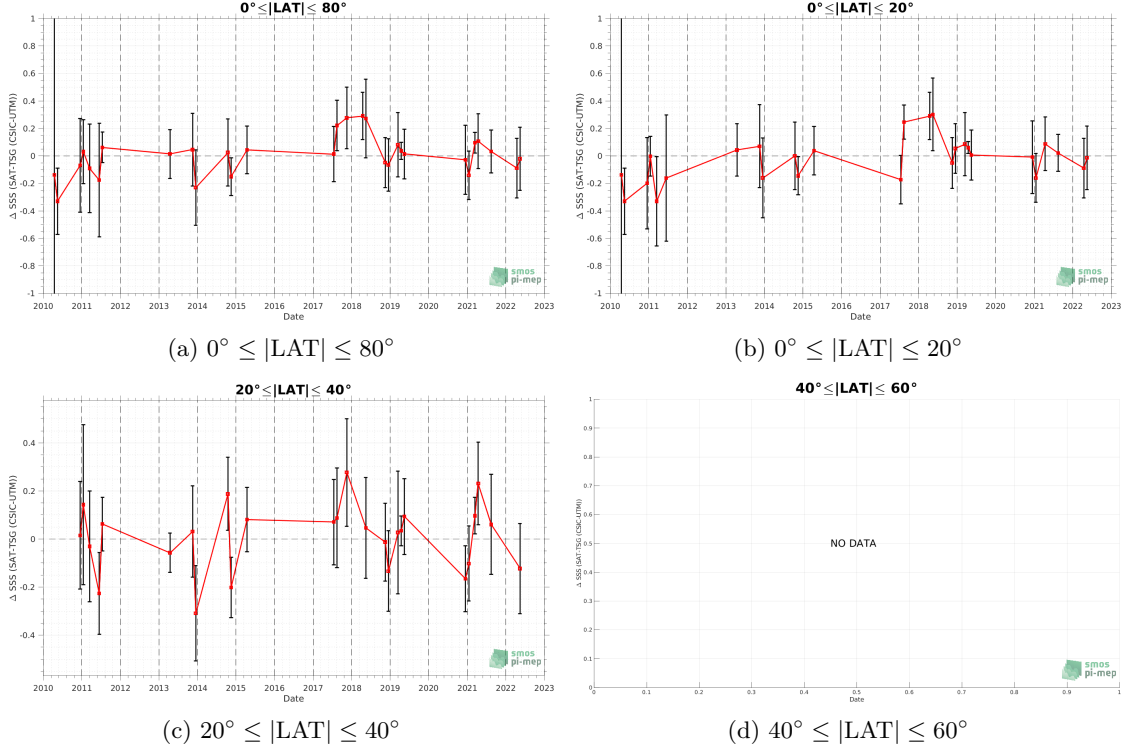 0°≤|LAT|≤ 80°
Δ SSS (SAT-TSG (CSIC-UTM))
1
0.8
0.6
0.4
0.2
0
-0.2
-0.4
-0.6
-0.8
-1
2010 2011 2012 2013 2014 2015 2016 2017 2018 2019 2020 2021 2022 2023
Date
smos
pi-mep
(a) 0° ≤ |LAT| ≤ 80°
0°≤|LAT|≤ 20°
Δ SSS (SAT-TSG (CSIC-UTM))
1
0.8
0.6
0.4
0.2
0
-0.2
-0.4
-0.6
-0.8
-1
2010 2011 2012 2013 2014 2015 2016 2017 2018 2019 2020 2021 2022 2023
Date
smos
pi-mep
(b) 0° ≤ |LAT| ≤ 20°
20°≤|LAT|≤ 40°
Δ SSS (SAT-TSG (CSIC-UTM))
0.4
0.2
0
-0.2
-0.4
2010 2011 2012 2013 2014 2015 2016 2017 2018 2019 2020 2021 2022 2023
Date
smos
pi-mep
(c) 20° ≤ |LAT| ≤ 40°
40°≤|LAT|≤ 60°
Δ SSS (SAT-TSG (CSIC-UTM))
1
0.9
0.8
0.7
0.6
0.5
0.4
0.3
0.2
0.1
0
NO DATA
0 0.1 0.2 0.3 0.4 0.5 0.6 0.7 0.8 0.9 1
Date
smos
pi-mep
(d) 40° ≤ |LAT| ≤ 60°